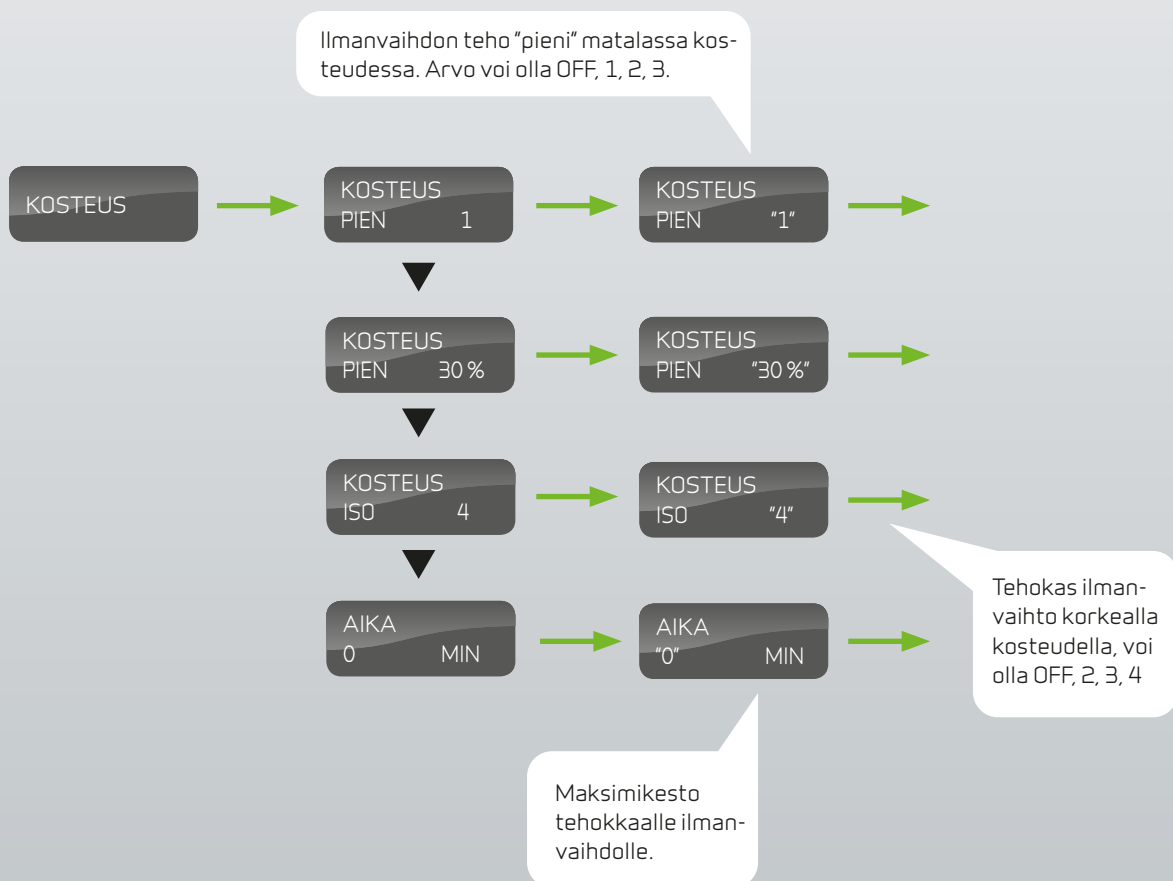 Ilmanvaihdon teho "pieni" matalassa kos-
teudessa. Arvo voi olla OFF, 1, 2, 3.
KOSTEUS
KOSTEUS
PIEN 1
KOSTEUS
PIEN "1"
KOSTEUS
PIEN 30 %
KOSTEUS
PIEN "30 %"
KOSTEUS
ISO 4
KOSTEUS
ISO "4"
Tehokas ilman-
vaihto korkealla
kosteudella, voi
olla OFF, 2, 3, 4
AIKA
0 MIN
AIKA
"0" MIN
Maksimikesto
tehokkaalle ilman-
vaihdolle.